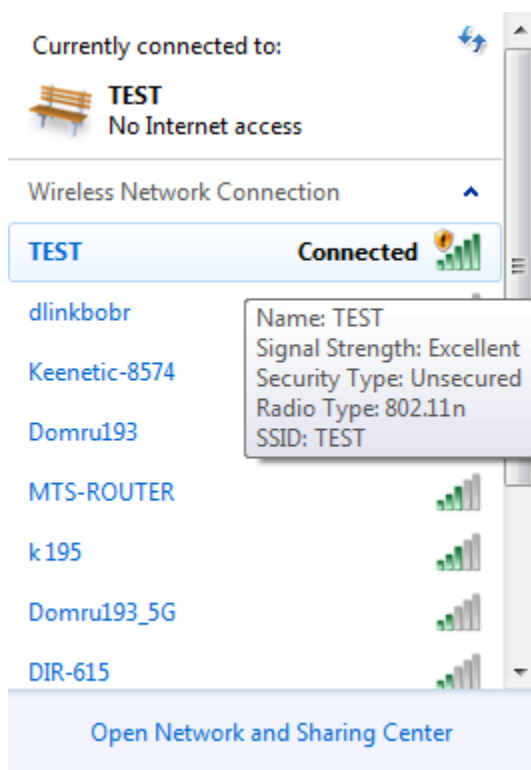 Currently connected to:
TEST
No Internet access
Wireless Network Connection
TEST Connected
dlinkbobr
Name: TEST
Signal Strength: Excellent
Security Type: Unsecured
Radio Type: 802.11n
SSID: TEST
Keenetic-8574
Domru193
MTS-ROUTER
k195
Domru193_5G
DIR-615
Open Network and Sharing Center